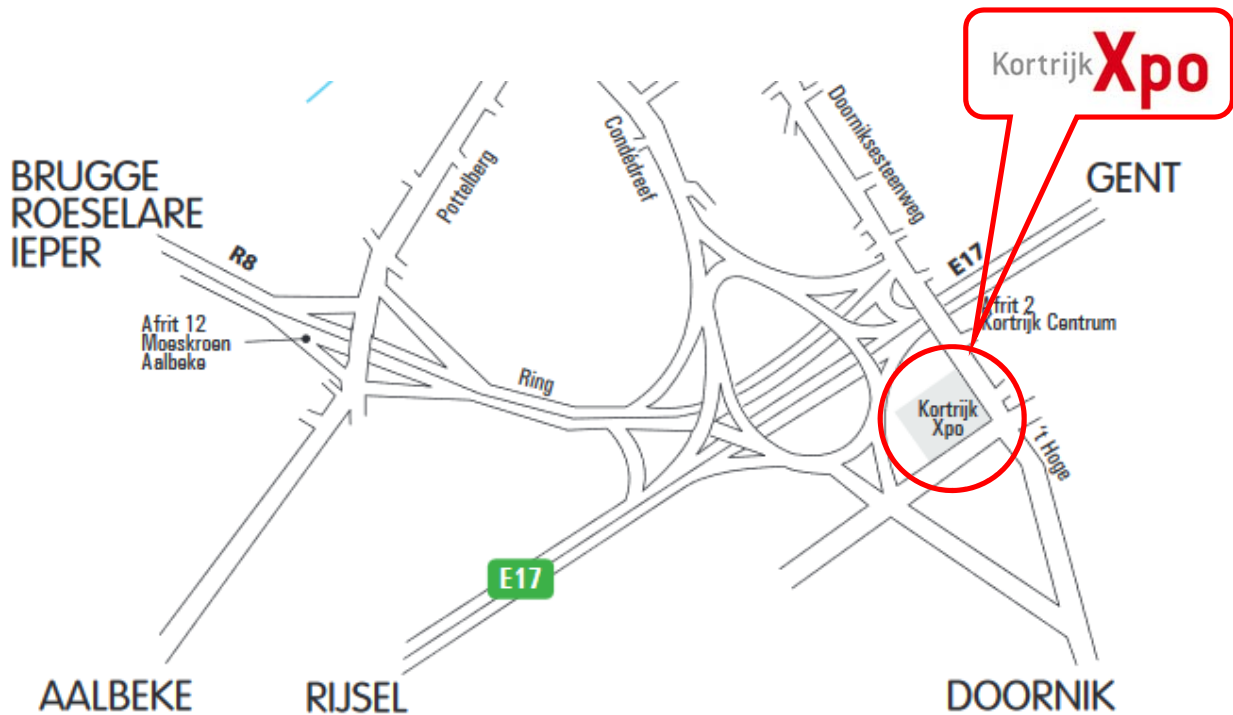 Kortrijk Xpo
BRUGGE
ROESELARE
IEPER
GENT
R8
Pottelberg
Condédreef
Doorniksesteenweg
E17
Afrit 2
Kortrijk Centrum
Afrit 12
Moeskroen
Aalbeke
Ring
Kortrijk
Xpo
't Hoge
E17
AALBEKE
RIJSEL
DOORNIK